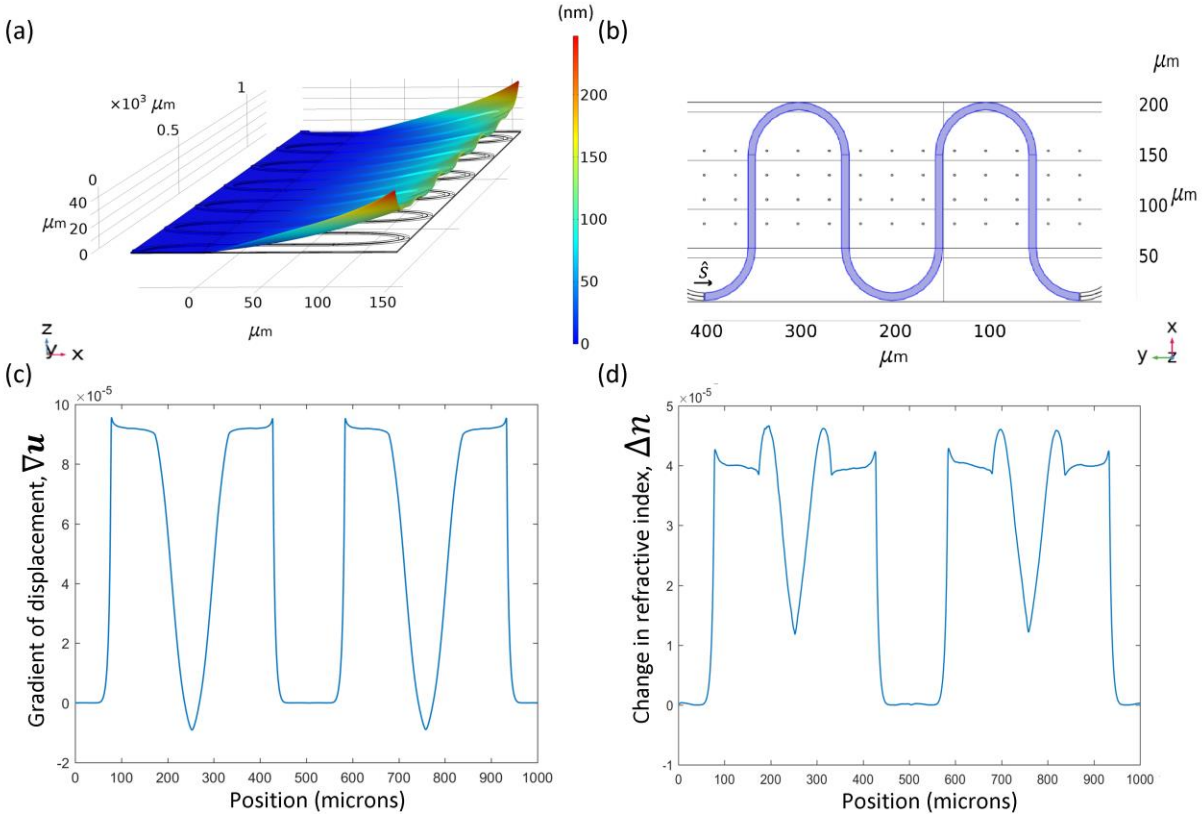 (a)
(nm)
200
150
100
50
0
1
×10³ μm
0.5
0
40
μm
20
0
0
50
100
150
μm
z
y x
(b)
μm
200
150
μm
100
50
ŝ
400 300 200 100
μm
x
y z
(c)
×10⁻⁵
10
8
6
4
2
0
-2
Gradient of displacement, ∇u
0 100 200 300 400 500 600 700 800 900 1000
Position (microns)
(d)
×10⁻⁵
5
4
3
2
1
0
-1
Change in refractive index, Δn
0 100 200 300 400 500 600 700 800 900 1000
Position (microns)